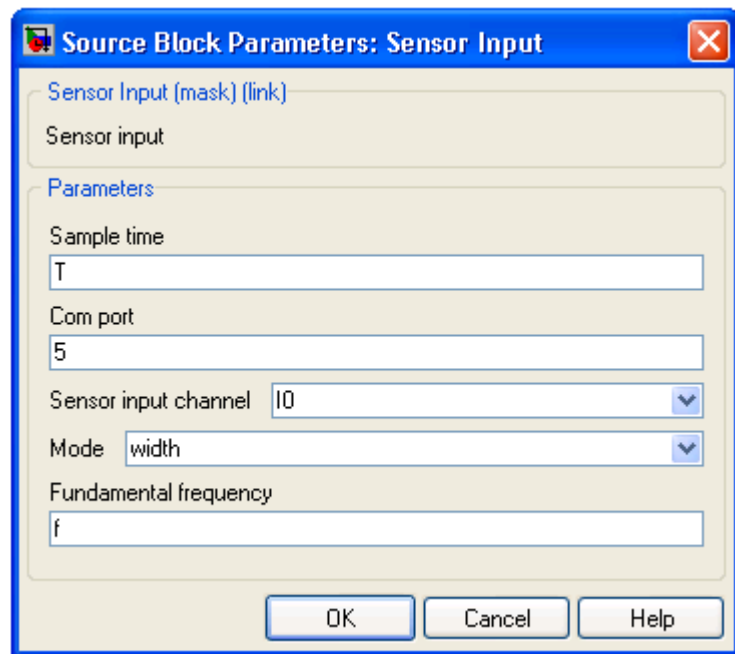 Source Block Parameters: Sensor Input
Sensor Input (mask) (link)
Sensor input
Parameters
Sample time
T
Com port
5
Sensor input channel I0
Mode width
Fundamental frequency
f
OK Cancel Help